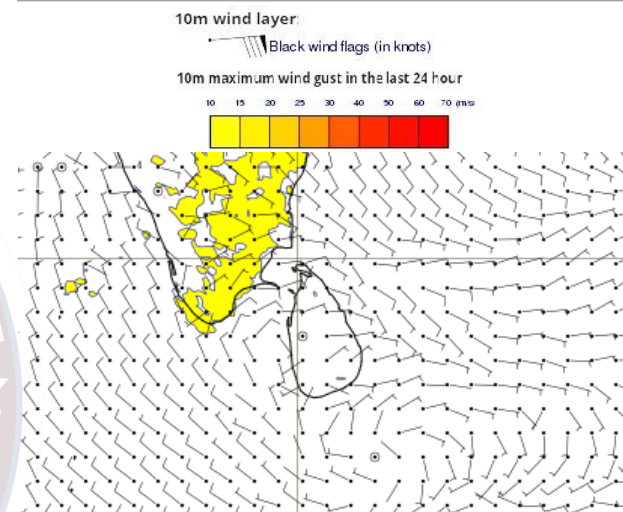 10m wind layer:
Black wind flags (in knots)
10m maximum wind gust in the last 24 hour
10 15 20 25 30 40 50 60 70 (m/s